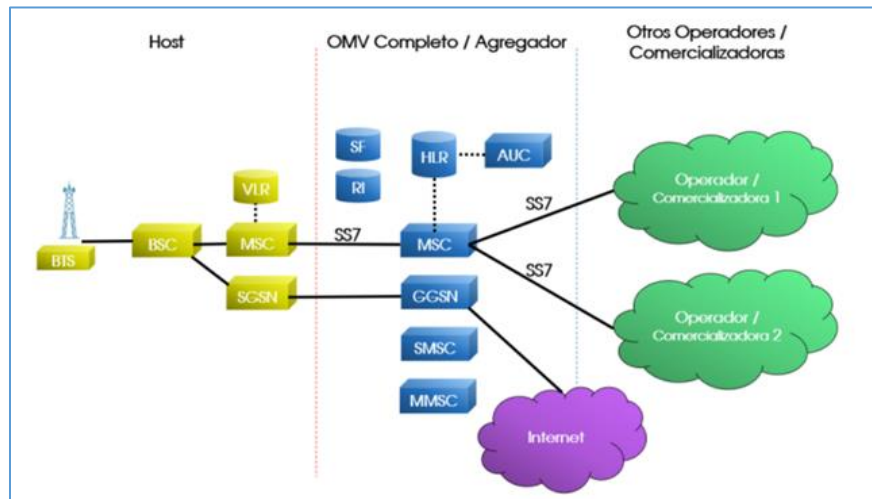 Host
OMV Completo / Agregador
Otros Operadores /
Comercializadoras
SF
RI
HLR
AUC
VLR
BTS
BSC
MSC
SS7
MSC
SS7
SS7
SGSN
GGSN
SMSC
MMSC
Operador /
Comercializadora 1
Operador /
Comercializadora 2
Internet